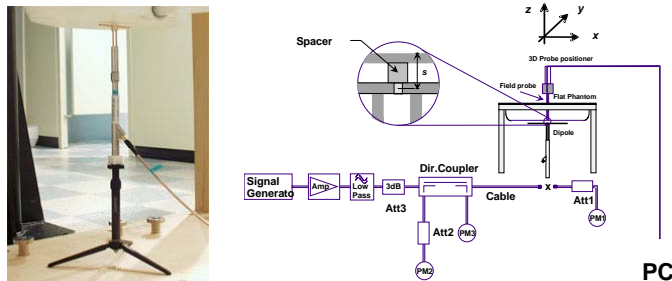 z
y
x
Spacer
s
3D Probe positioner
Field probe
Flat Phantom
Dipole
Signal
Generato
Amp
Low
Pass
3dB
Att3
Dir.Coupler
Cable
x
Att1
PM1
Att2
PM3
PM2
PC